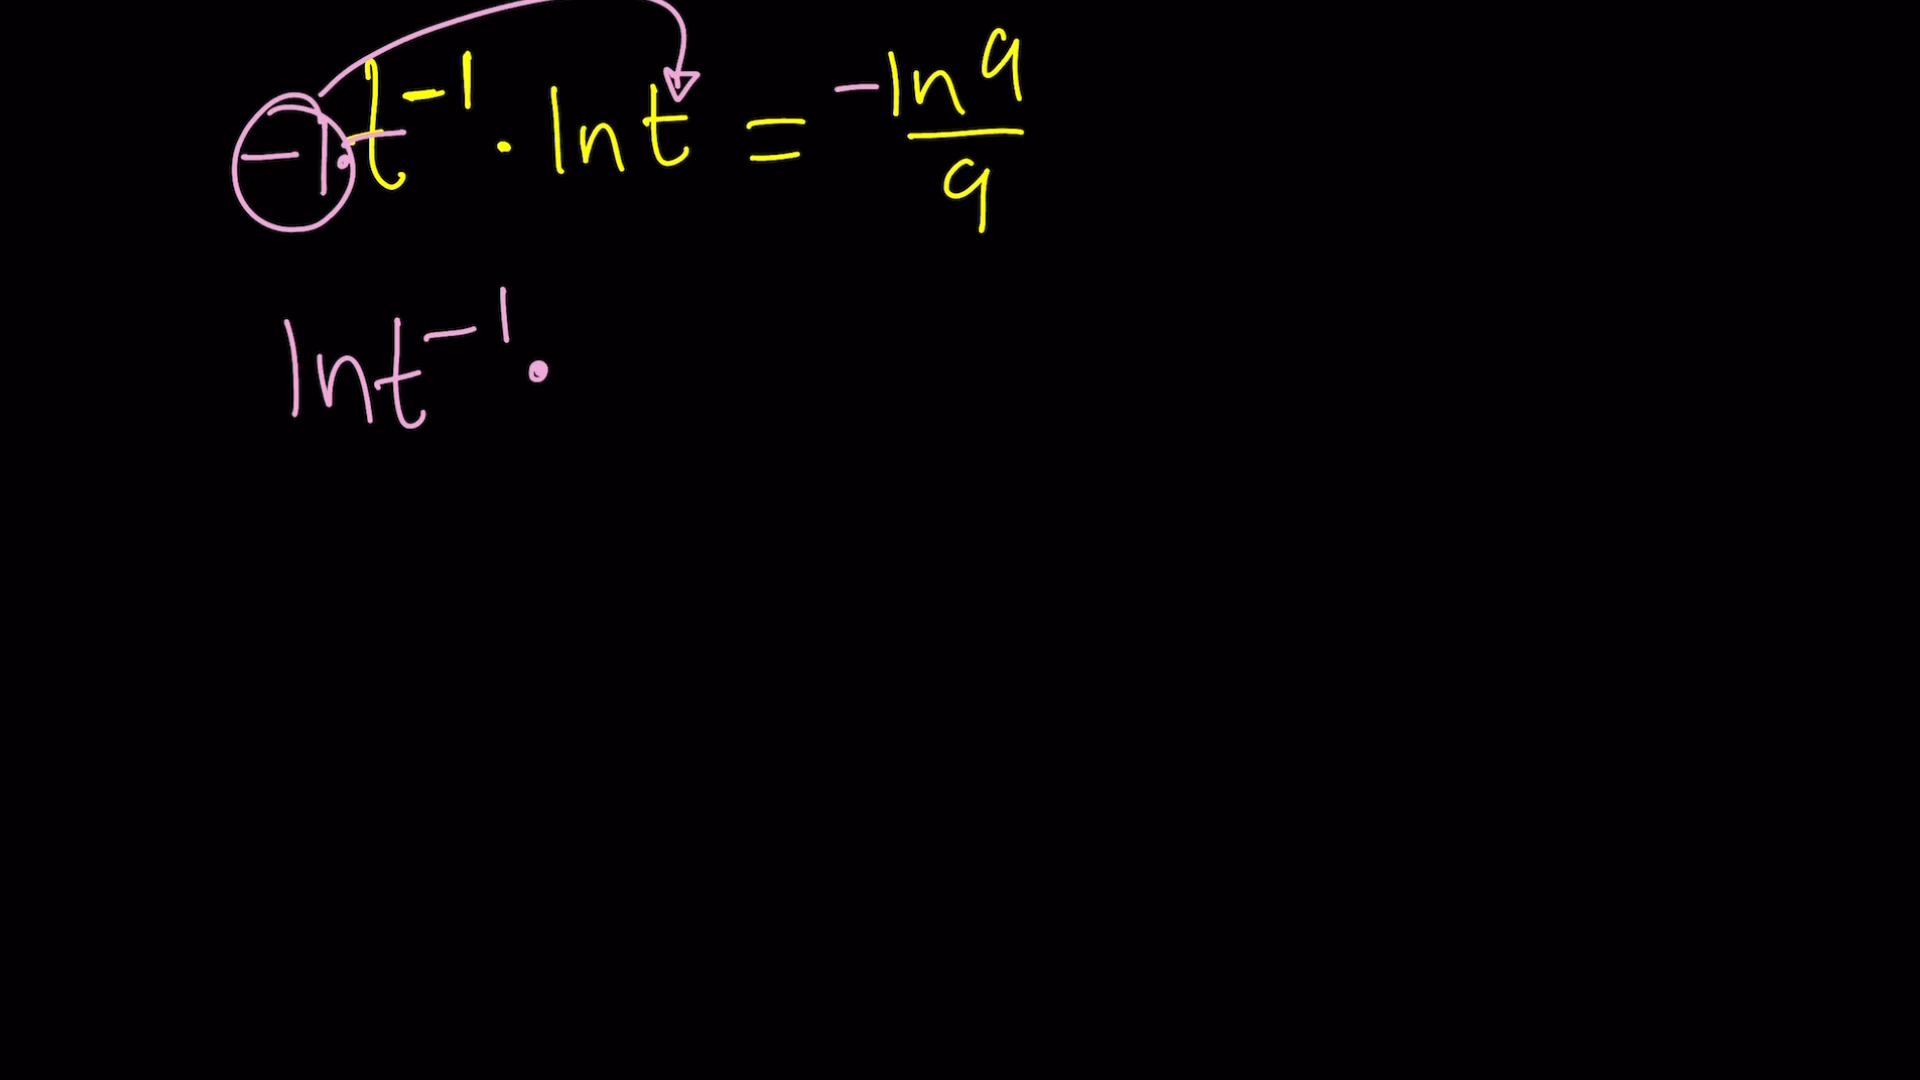 -1·t⁻¹ · ln t = -ln 9/9
ln t⁻¹ ·